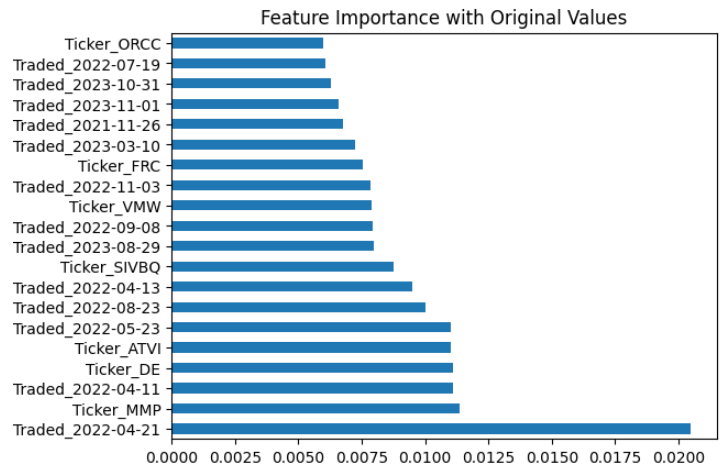 Feature Importance with Original Values
Ticker_ORCC
Traded_2022-07-19
Traded_2023-10-31
Traded_2023-11-01
Traded_2021-11-26
Traded_2023-03-10
Ticker_FRC
Traded_2022-11-03
Ticker_VMW
Traded_2022-09-08
Traded_2023-08-29
Ticker_SIVBQ
Traded_2022-04-13
Traded_2022-08-23
Traded_2022-05-23
Ticker_ATVI
Ticker_DE
Traded_2022-04-11
Ticker_MMP
Traded_2022-04-21
0.0000 0.0025 0.0050 0.0075 0.0100 0.0125 0.0150 0.0175 0.0200